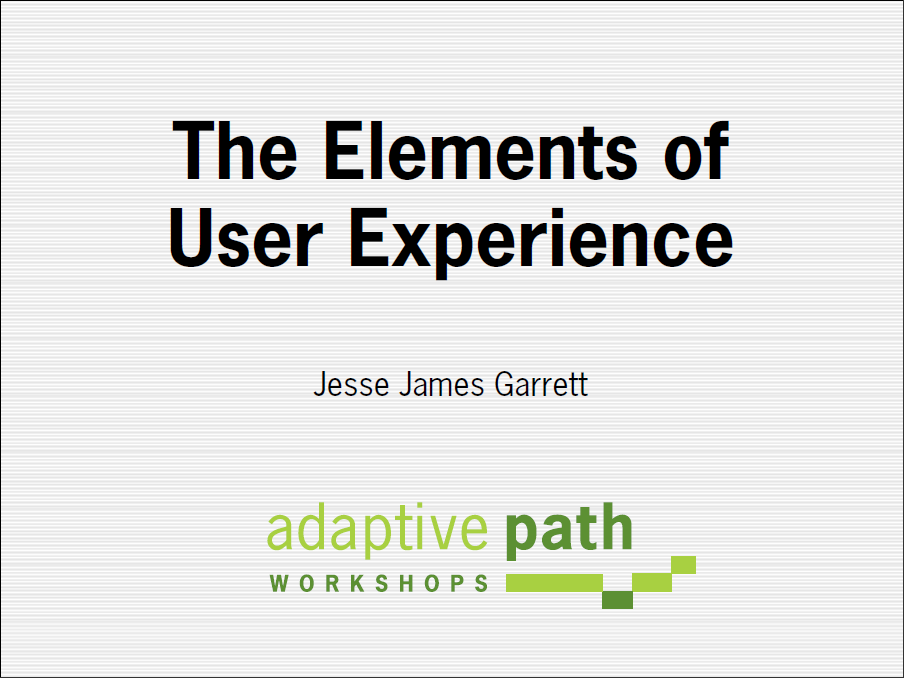 The Elements of
User Experience
Jesse James Garrett
adaptive path
WORKSHOPS